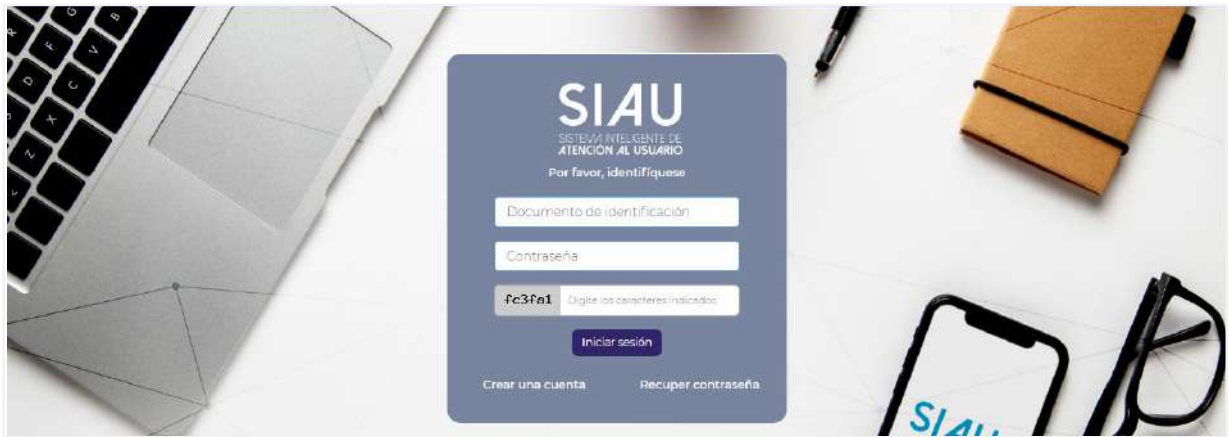 SIAU
SISTEMA INTELIGENTE DE
ATENCIÓN AL USUARIO
Por favor, identifíquese
Documento de identificación
Contraseña
fc3fa1 Digite los caracteres indicados
Iniciar sesión
Crear una cuenta Recuper contraseña
SIAU